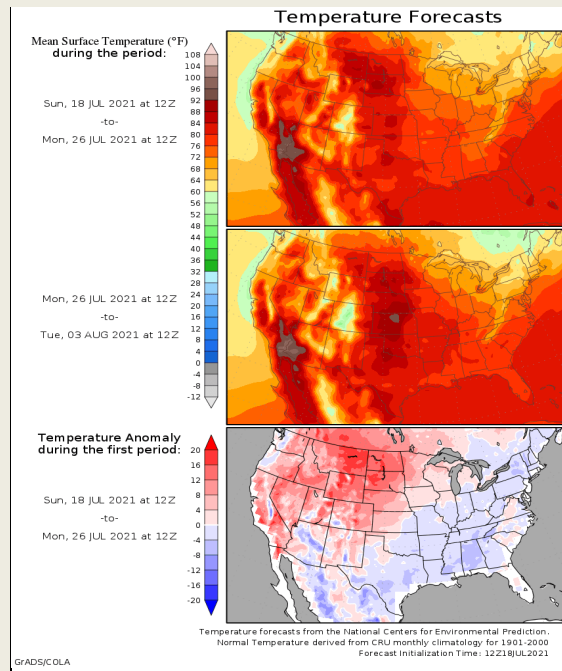 Temperature Forecasts
Mean Surface Temperature (°F)
during the period:
Sun, 18 JUL 2021 at 12Z
-to-
Mon, 26 JUL 2021 at 12Z
108
104
100
96
92
88
84
80
76
72
68
64
60
56
52
48
44
40
36
32
28
24
20
16
12
8
4
0
-4
-8
-12
Mon, 26 JUL 2021 at 12Z
-to-
Tue, 03 AUG 2021 at 12Z
Temperature Anomaly
during the first period:
Sun, 18 JUL 2021 at 12Z
-to-
Mon, 26 JUL 2021 at 12Z
20
16
12
8
4
0
-4
-8
-12
-16
-20
Temperature forecasts from the National Centers for Environmental Prediction.
Normal Temperature derived from CRU monthly climatology for 1901-2000
Forecast Initialization Time: 12Z18JUL2021
GrADS/COLA